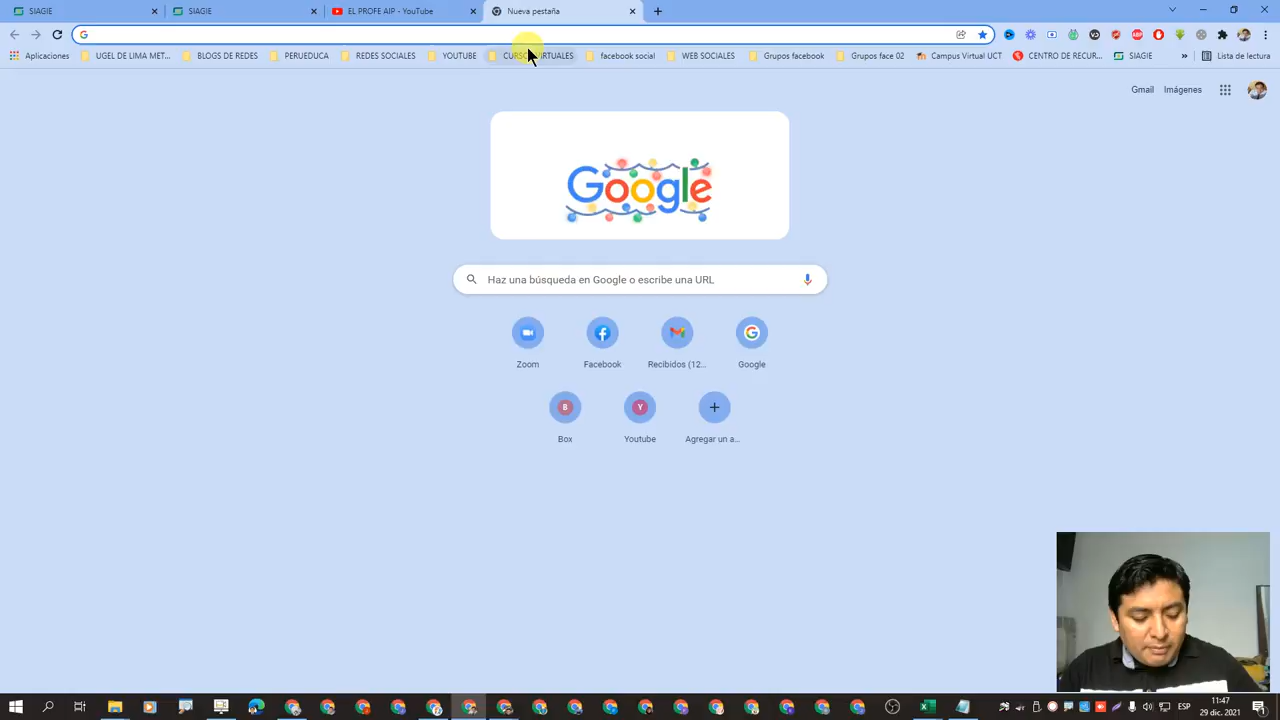 SIAGIE
SIAGIE
EL PROFE AIP - YouTube
Nueva pestaña
Aplicaciones
UGEL DE LIMA MET...
BLOGS DE REDES
PERUEDUCA
REDES SOCIALES
YOUTUBE
CURSOS VIRTUALES
facebook social
WEB SOCIALES
Grupos facebook
Grupos face 02
Campus Virtual UCT
CENTRO DE RECUR...
SIAGIE
»
Lista de lectura
Gmail
Imágenes
Google
Haz una búsqueda en Google o escribe una URL
Zoom
Facebook
Recibidos (12...
Google
B
Y
Box
Youtube
Agregar un a...
ESP
11:47
29 dic. 2021